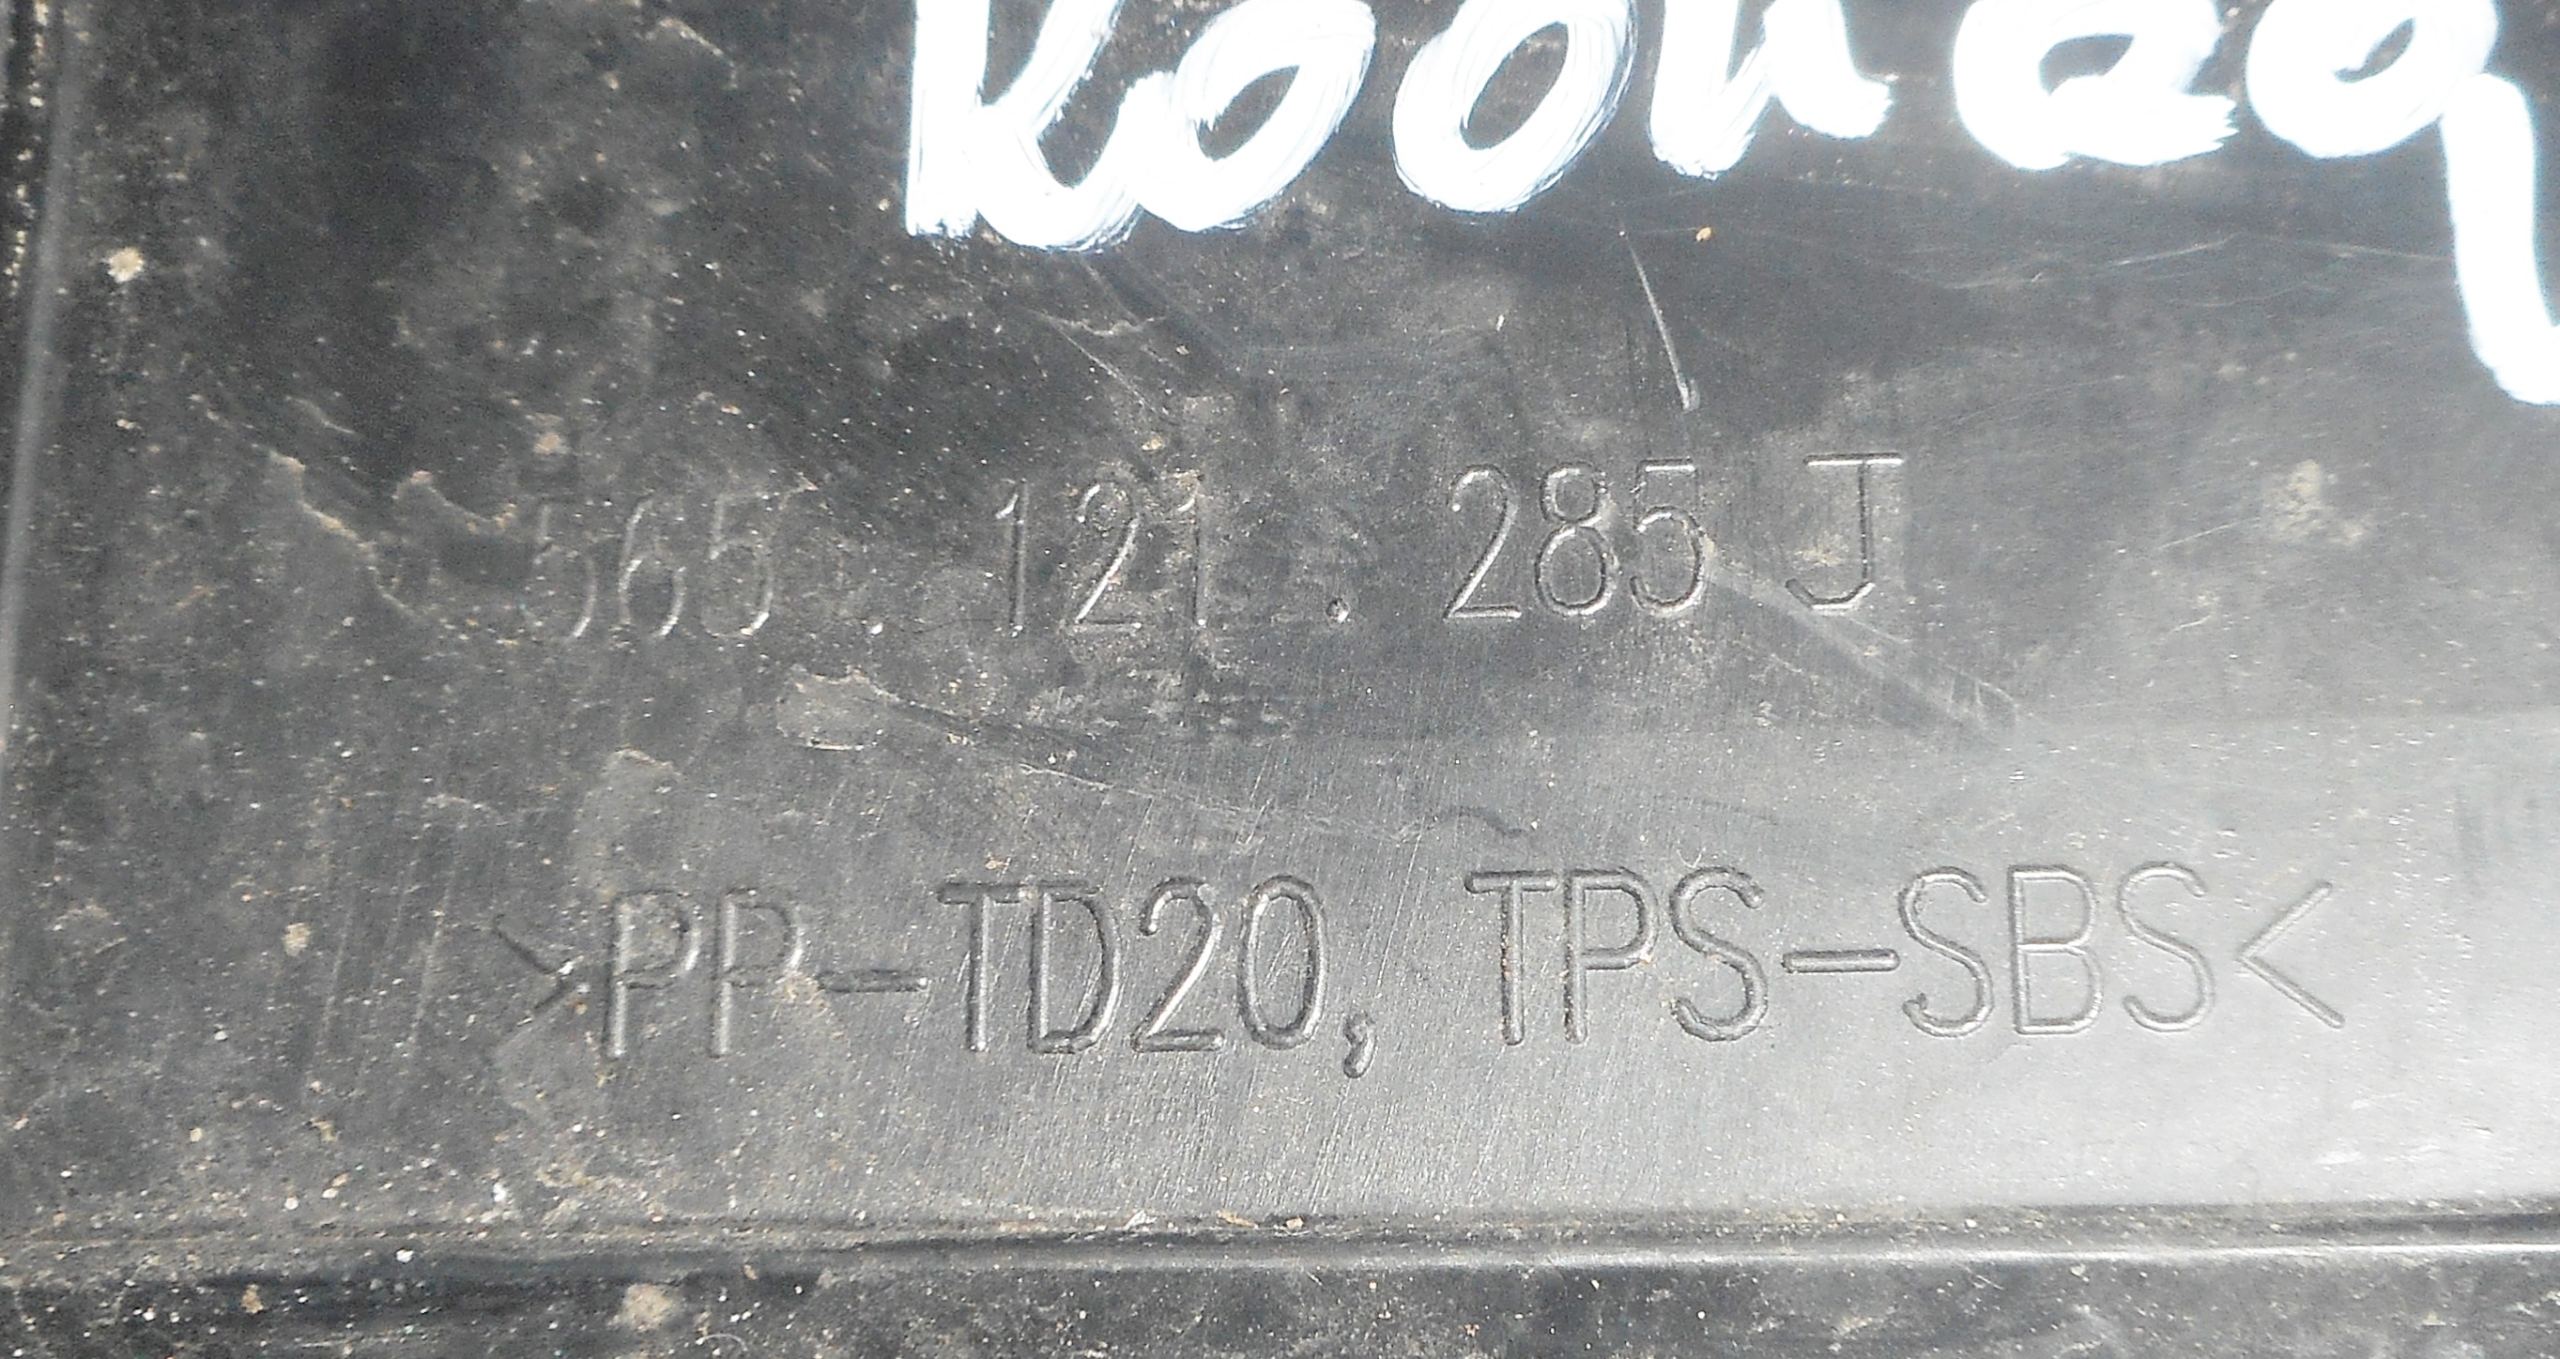 Kodiaq
565 . 121 . 285 J
>PP-TD20, TPS-SBS<